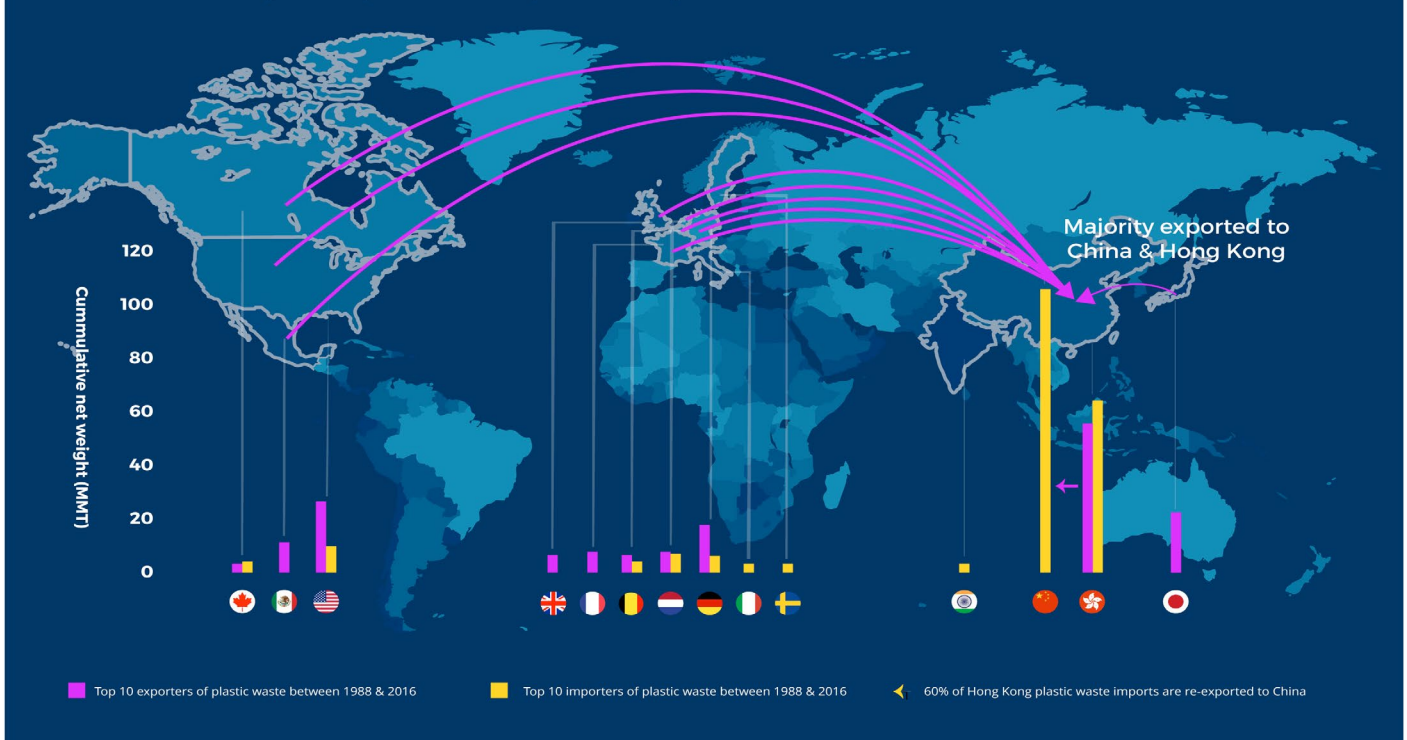 Majority exported to
China & Hong Kong
Cummulative net weight (MMT)
120
100
80
60
40
20
0
Top 10 exporters of plastic waste between 1988 & 2016
Top 10 importers of plastic waste between 1988 & 2016
60% of Hong Kong plastic waste imports are re-exported to China